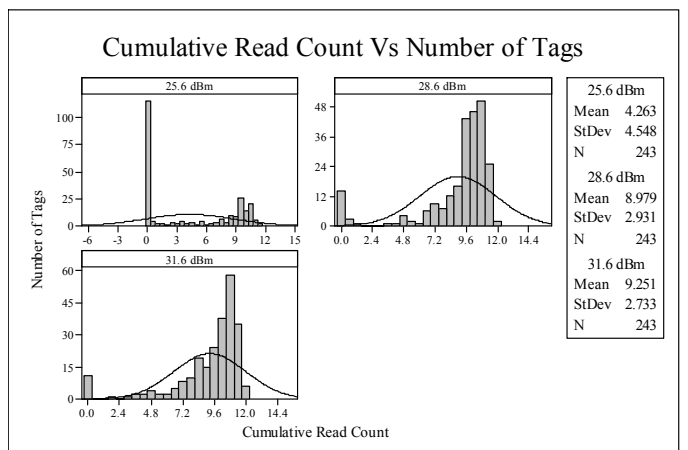 Cumulative Read Count Vs Number of Tags
25.6 dBm
100
75
50
25
0
-6 -3 0 3 6 9 12 15
28.6 dBm
48
36
24
12
0
0.0 2.4 4.8 7.2 9.6 12.0 14.4
31.6 dBm
60
45
30
15
0
0.0 2.4 4.8 7.2 9.6 12.0 14.4
Number of Tags
Cumulative Read Count
25.6 dBm
Mean 4.263
StDev 4.548
N 243
28.6 dBm
Mean 8.979
StDev 2.931
N 243
31.6 dBm
Mean 9.251
StDev 2.733
N 243